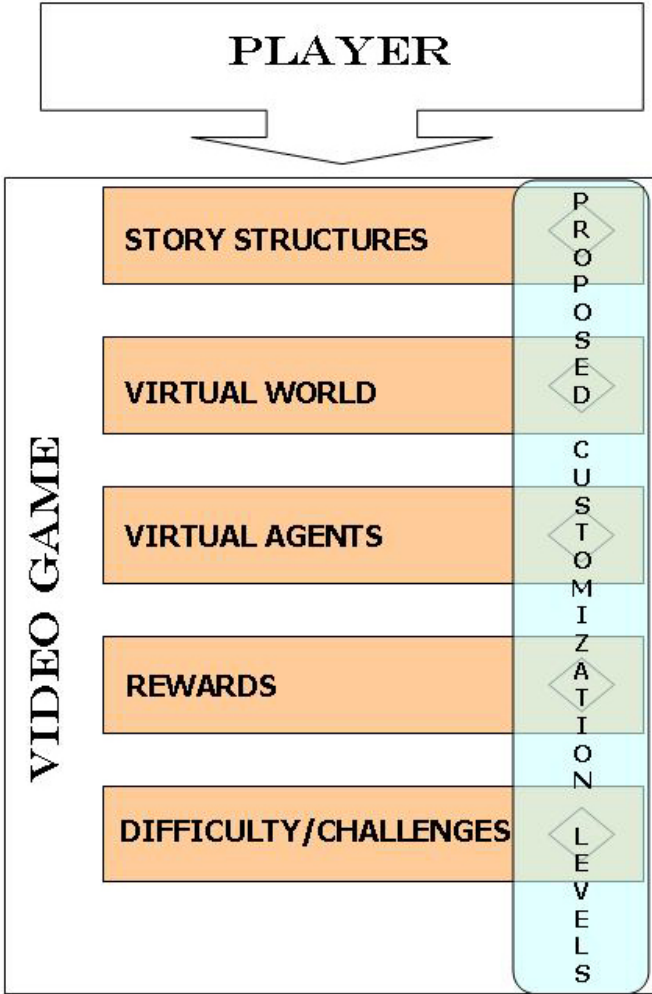 PLAYER
VIDEO GAME
STORY STRUCTURES
VIRTUAL WORLD
VIRTUAL AGENTS
REWARDS
DIFFICULTY/CHALLENGES
PROPOSED CUSTOMIZATION LEVELS